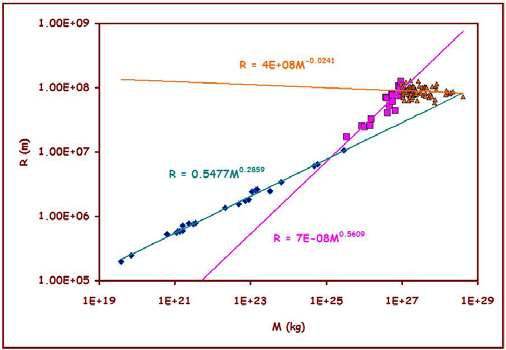 1.00E+09
R = 4E+08M^-0.0241
1.00E+08
R (m)
1.00E+07
R = 0.5477M^0.2859
1.00E+06
R = 7E-08M^0.5609
1.00E+05
1E+19 1E+21 1E+23 1E+25 1E+27 1E+29
M (kg)